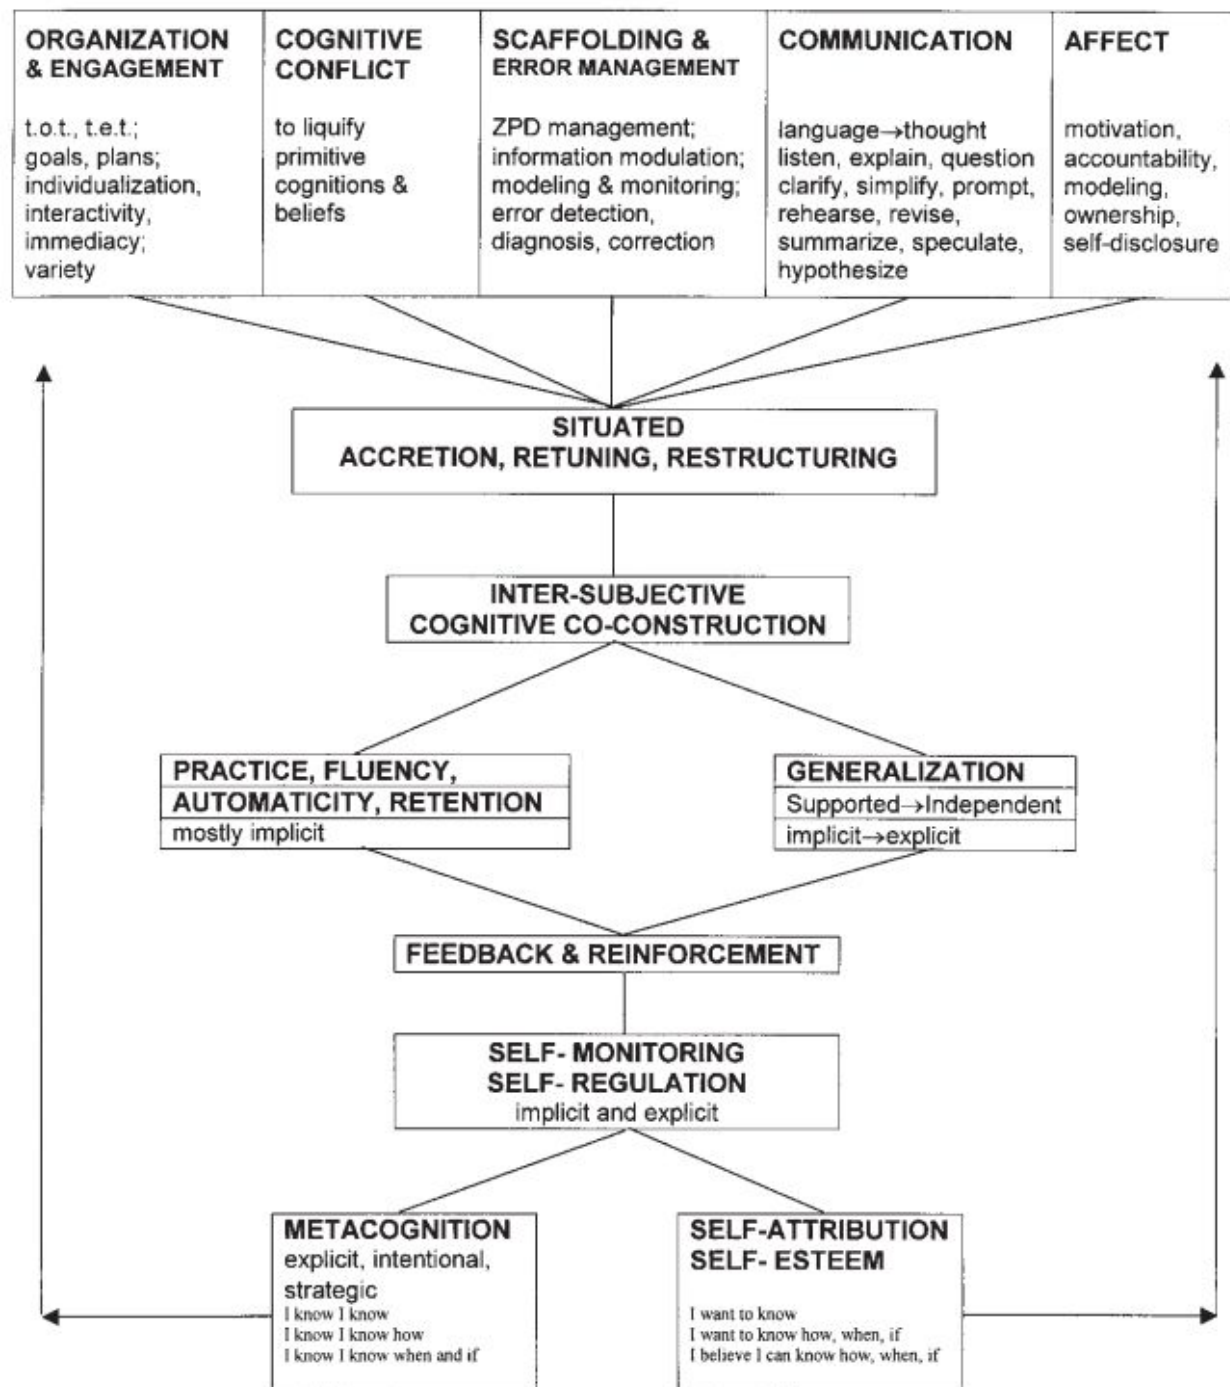 ORGANIZATION
& ENGAGEMENT
t.o.t., t.e.t.;
goals, plans;
individualization,
interactivity,
immediacy;
variety
COGNITIVE
CONFLICT
to liquify
primitive
cognitions &
beliefs
SCAFFOLDING &
ERROR MANAGEMENT
ZPD management;
information modulation;
modeling & monitoring;
error detection,
diagnosis, correction
COMMUNICATION
language→thought
listen, explain, question
clarify, simplify, prompt,
rehearse, revise,
summarize, speculate,
hypothesize
AFFECT
motivation,
accountability,
modeling,
ownership,
self-disclosure
SITUATED
ACCRETION, RETUNING, RESTRUCTURING
INTER-SUBJECTIVE
COGNITIVE CO-CONSTRUCTION
PRACTICE, FLUENCY,
AUTOMATICITY, RETENTION
mostly implicit
GENERALIZATION
Supported→Independent
implicit→explicit
FEEDBACK & REINFORCEMENT
SELF- MONITORING
SELF- REGULATION
implicit and explicit
METACOGNITION
explicit, intentional,
strategic
I know I know
I know I know how
I know I know when and if
SELF-ATTRIBUTION
SELF- ESTEEM
I want to know
I want to know how, when, if
I believe I can know how, when, if